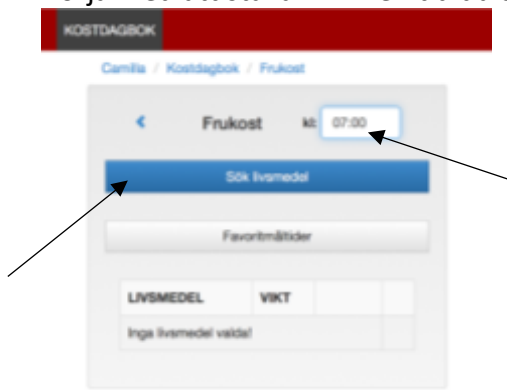 KOSTDAGBOK
Camilla / Kostdagbok / Frukost
Frukost kl: 07:00
Sök livsmedel
Favoritmåltider
LIVSMEDEL VIKT
Inga livsmedel valda!